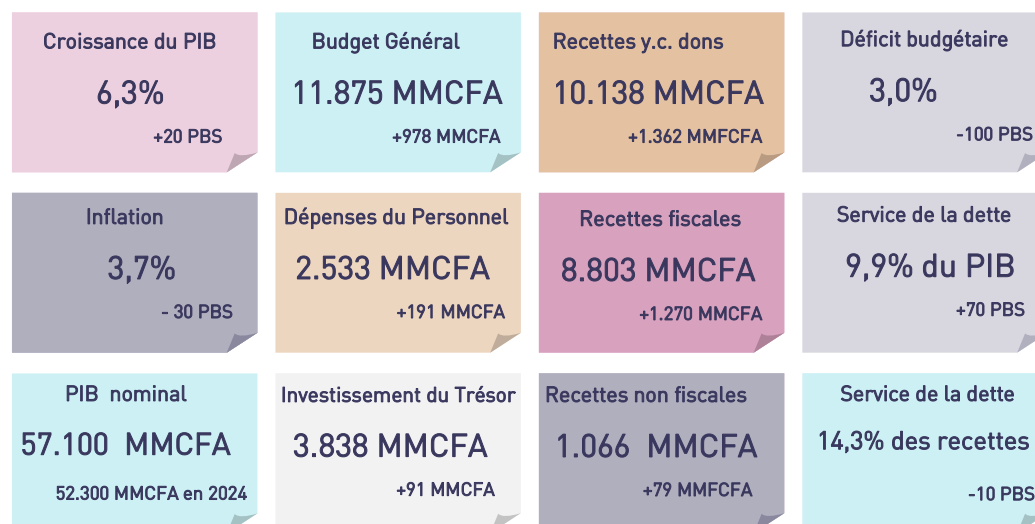 Croissance du PIB
6,3%
+20 PBS
Budget Général
11.875 MMCFA
+978 MMCFA
Recettes y.c. dons
10.138 MMCFA
+1.362 MMFCFA
Déficit budgétaire
3,0%
-100 PBS
Inflation
3,7%
- 30 PBS
Dépenses du Personnel
2.533 MMCFA
+191 MMCFA
Recettes fiscales
8.803 MMCFA
+1.270 MMCFA
Service de la dette
9,9% du PIB
+70 PBS
PIB nominal
57.100 MMCFA
52.300 MMCFA en 2024
Investissement du Trésor
3.838 MMCFA
+91 MMCFA
Recettes non fiscales
1.066 MMCFA
+79 MMFCFA
Service de la dette
14,3% des recettes
-10 PBS